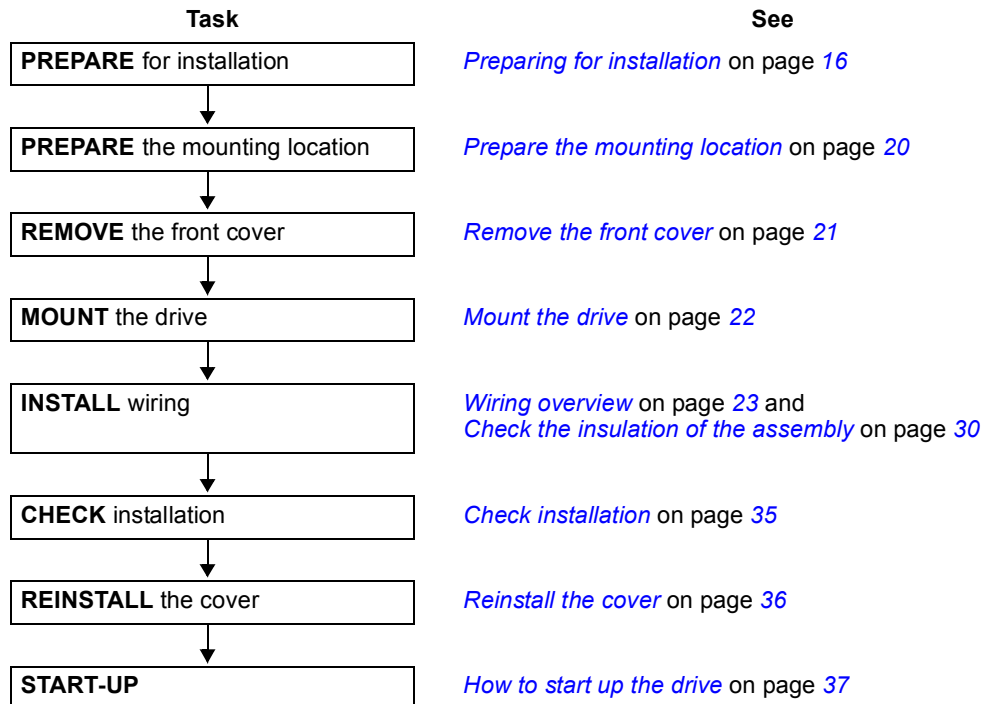 Task See
PREPARE for installation Preparing for installation on page 16
PREPARE the mounting location Prepare the mounting location on page 20
REMOVE the front cover Remove the front cover on page 21
MOUNT the drive Mount the drive on page 22
INSTALL wiring Wiring overview on page 23 and
Check the insulation of the assembly on page 30
CHECK installation Check installation on page 35
REINSTALL the cover Reinstall the cover on page 36
START-UP How to start up the drive on page 37